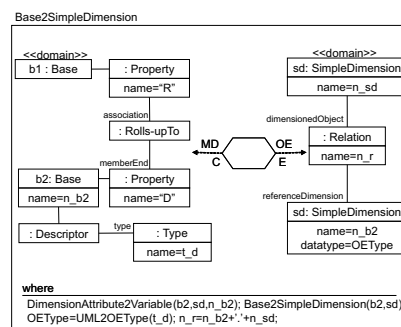 Base2SimpleDimension
<<domain>>
b1 : Base
: Property
name="R"
association
: Rolls-upTo
memberEnd
b2: Base
name=n_b2
: Property
name="D"
: Descriptor
type
: Type
name=t_d
MD
C
OE
E
<<domain>>
sd: SimpleDimension
name=n_sd
dimensionedObject
: Relation
name=n_r
referenceDimension
sd: SimpleDimension
name=n_b2
datatype=OEType
where
DimensionAttribute2Variable(b2,sd,n_b2); Base2SimpleDimension(b2,sd)
OEType=UML2OEType(t_d); n_r=n_b2+'.'+n_sd;